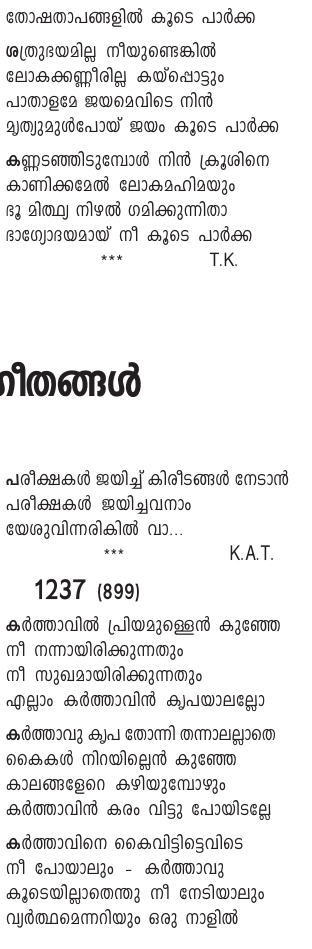 തോഷതാപങ്ങളിൽ കൂടെ പാർക്ക
ശത്രുഭയമില്ല നീയുണ്ടെങ്കിൽ
ലോകക്കണ്ണീരില്ല കയ്പ്പൊട്ടും
പാതാളമേ ജയമെവിടെ നിൻ
മൃത്യുമുൾപോയ് ജയം കൂടെ പാർക്ക
കണ്ണടഞ്ഞിടുമ്പോൾ നിൻ ക്രൂശിനെ
കാണിക്കമേൽ ലോകമഹിമയും
ഭൂ മിത്ഥ്യ നിഴൽ ഗമിക്കുന്നിതാ
ഭാഗ്യോദയമായ് നീ കൂടെ പാർക്ക
*** T.K.
ഗീതങ്ങൾ
പരീക്ഷകൾ ജയിച്ച് കിരീടങ്ങൾ നേടാൻ
പരീക്ഷകൾ ജയിച്ചവനാം
യേശുവിന്നരികിൽ വാ...
*** K.A.T.
1237 (899)
കർത്താവിൽ പ്രിയമുള്ളെൻ കുഞ്ഞേ
നീ നന്നായിരിക്കുന്നതും
നീ സുഖമായിരിക്കുന്നതും
എല്ലാം കർത്താവിൻ കൃപയാലല്ലോ
കർത്താവു കൃപ തോന്നി തന്നാലല്ലാതെ
കൈകൾ നിറയില്ലെൻ കുഞ്ഞേ
കാലങ്ങളേറെ കഴിയുമ്പോഴും
കർത്താവിൻ കരം വിട്ടു പോയിടല്ലേ
കർത്താവിനെ കൈവിട്ടിട്ടെവിടെ
നീ പോയാലും - കർത്താവു
കൂടെയില്ലാതെന്തു നീ നേടിയാലും
വ്യർത്ഥമെന്നറിയും ഒരു നാളിൽ